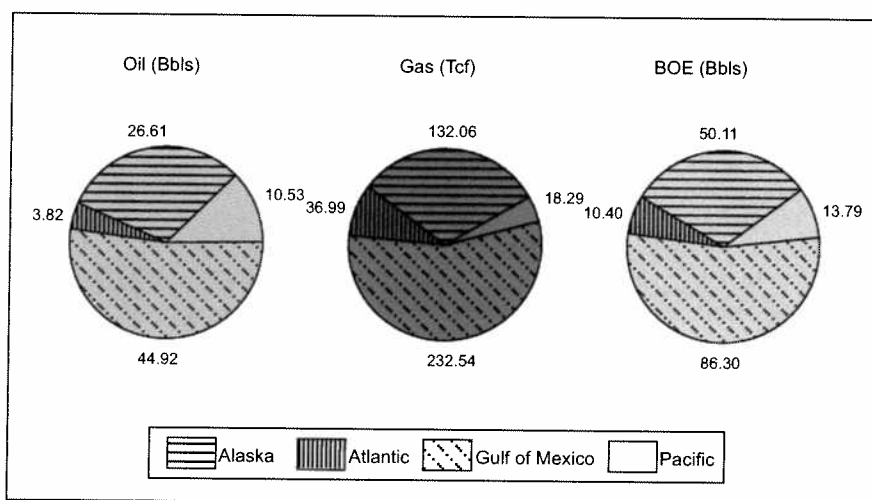 Oil (Bbls) Gas (Tcf) BOE (Bbls)
26.61 132.06 50.11
3.82 10.53 36.99 18.29 10.40 13.79
44.92 232.54 86.30
Alaska Atlantic Gulf of Mexico Pacific